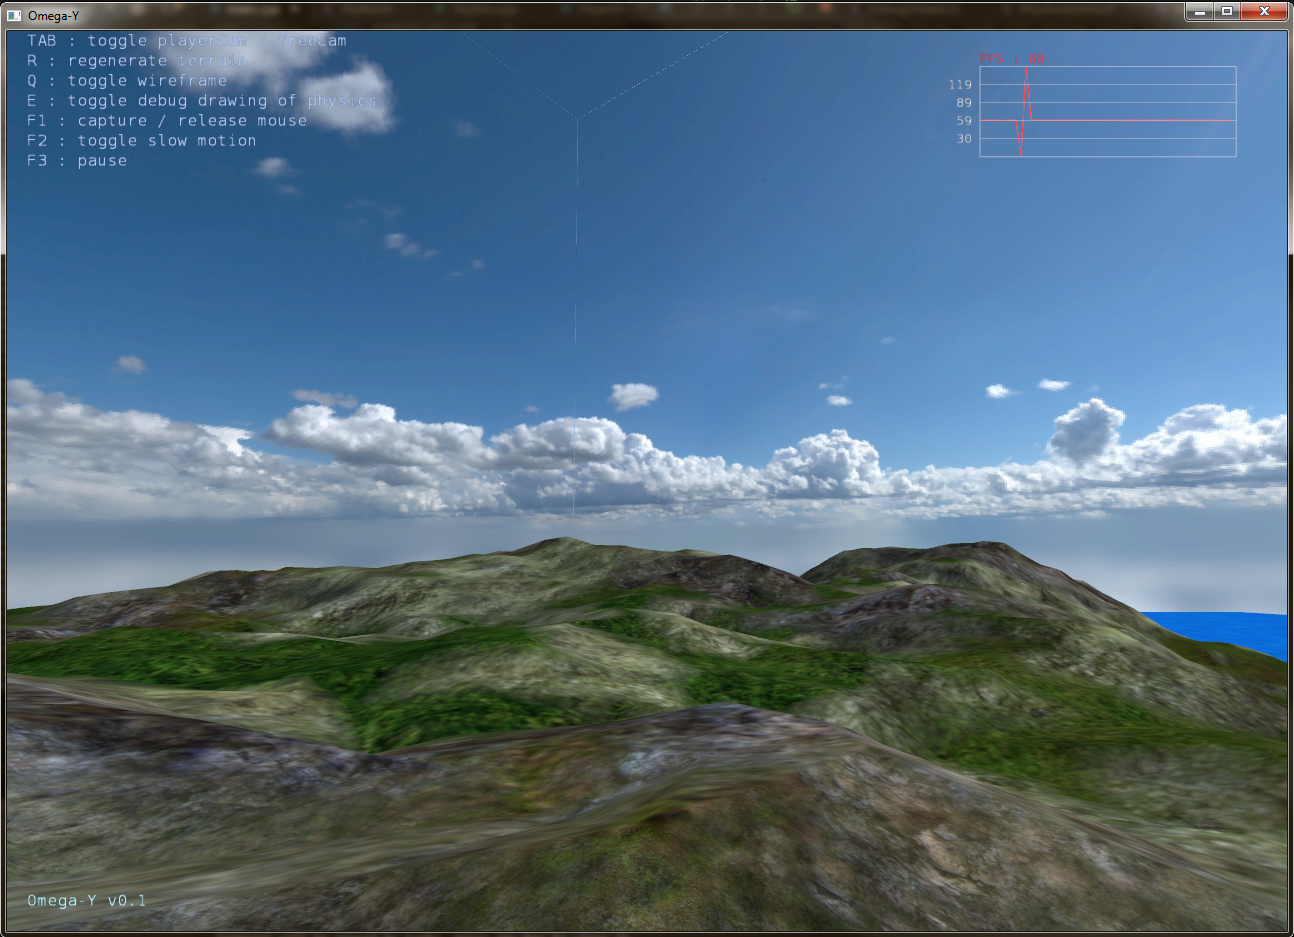 Omega-Y
TAB : toggle playercam / freecam
R : regenerate terrain
Q : toggle wireframe
E : toggle debug drawing of physics
F1 : capture / release mouse
F2 : toggle slow motion
F3 : pause
FPS : 60
119
89
59
30
Omega-Y v0.1